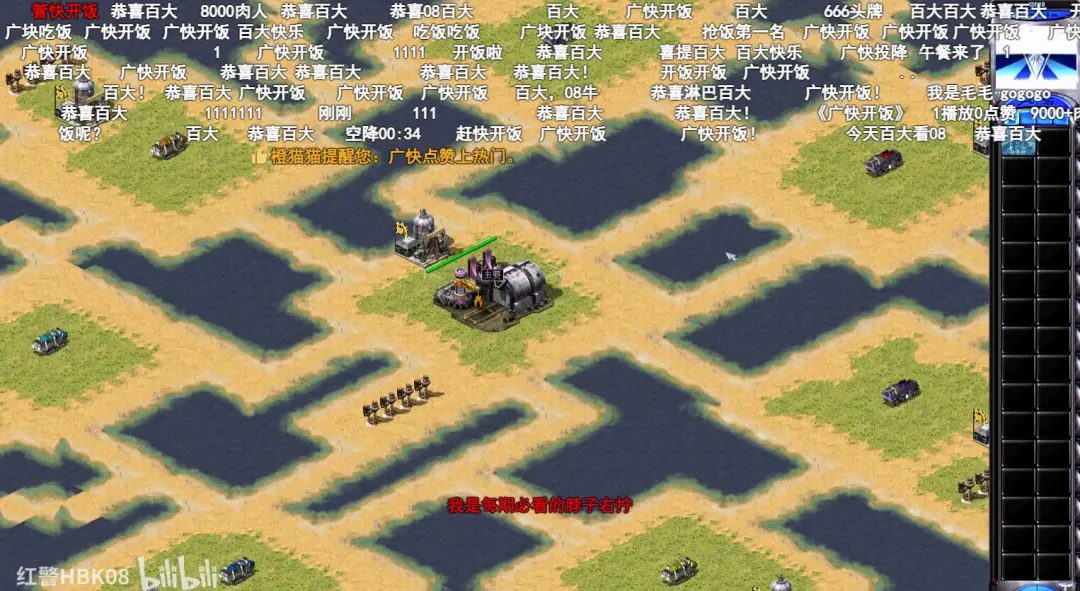 管快开饭 恭喜百大 8000肉人 恭喜百大 恭喜08百大 百大 广快开饭 百大 666头牌 百大百大 恭喜百大
广块吃饭 广快开饭 广快开饭 百大快乐 广快开饭 吃饭吃饭 广块开饭 恭喜百大 抢饭第一名 广快开饭 广快开饭 广快开饭
广快开饭 1 广快开饭 1111 开饭啦 恭喜百大 喜提百大 百大快乐 广快投降 午餐来了 1
恭喜百大 广快开饭 恭喜百大 恭喜百大 恭喜百大 恭喜百大! 开饭开饭 广快开饭 . .
百大! 恭喜百大 广快开饭 广快开饭 广快开饭 百大,08牛 恭喜淋巴百大 广快开饭! 我是毛毛 gogogo
恭喜百大 1111111 刚刚 111 恭喜百大 恭喜百大! 《广快开饭》 1播放0点赞 9000+
饭呢? 百大 恭喜百大 空降00:34 赶快开饭 广快开饭 广快开饭! 今天百大看08 恭喜百大
橙猫猫提醒您:广快点赞上热门。
主要
我是每期必看的脖子右拧
红警HBK08 bilibili